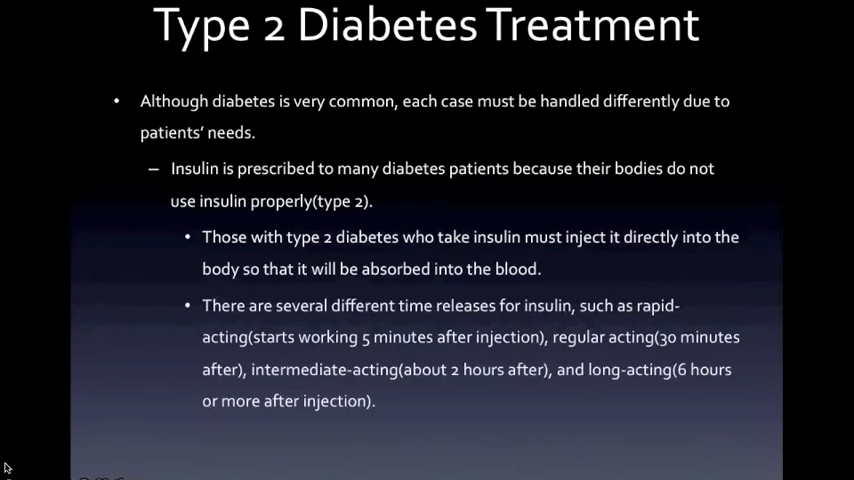 Type 2 Diabetes Treatment
• Although diabetes is very common, each case must be handled differently due to
patients’ needs.
– Insulin is prescribed to many diabetes patients because their bodies do not
use insulin properly(type 2).
• Those with type 2 diabetes who take insulin must inject it directly into the
body so that it will be absorbed into the blood.
• There are several different time releases for insulin, such as rapid-
acting(starts working 5 minutes after injection), regular acting(30 minutes
after), intermediate-acting(about 2 hours after), and long-acting(6 hours
or more after injection).